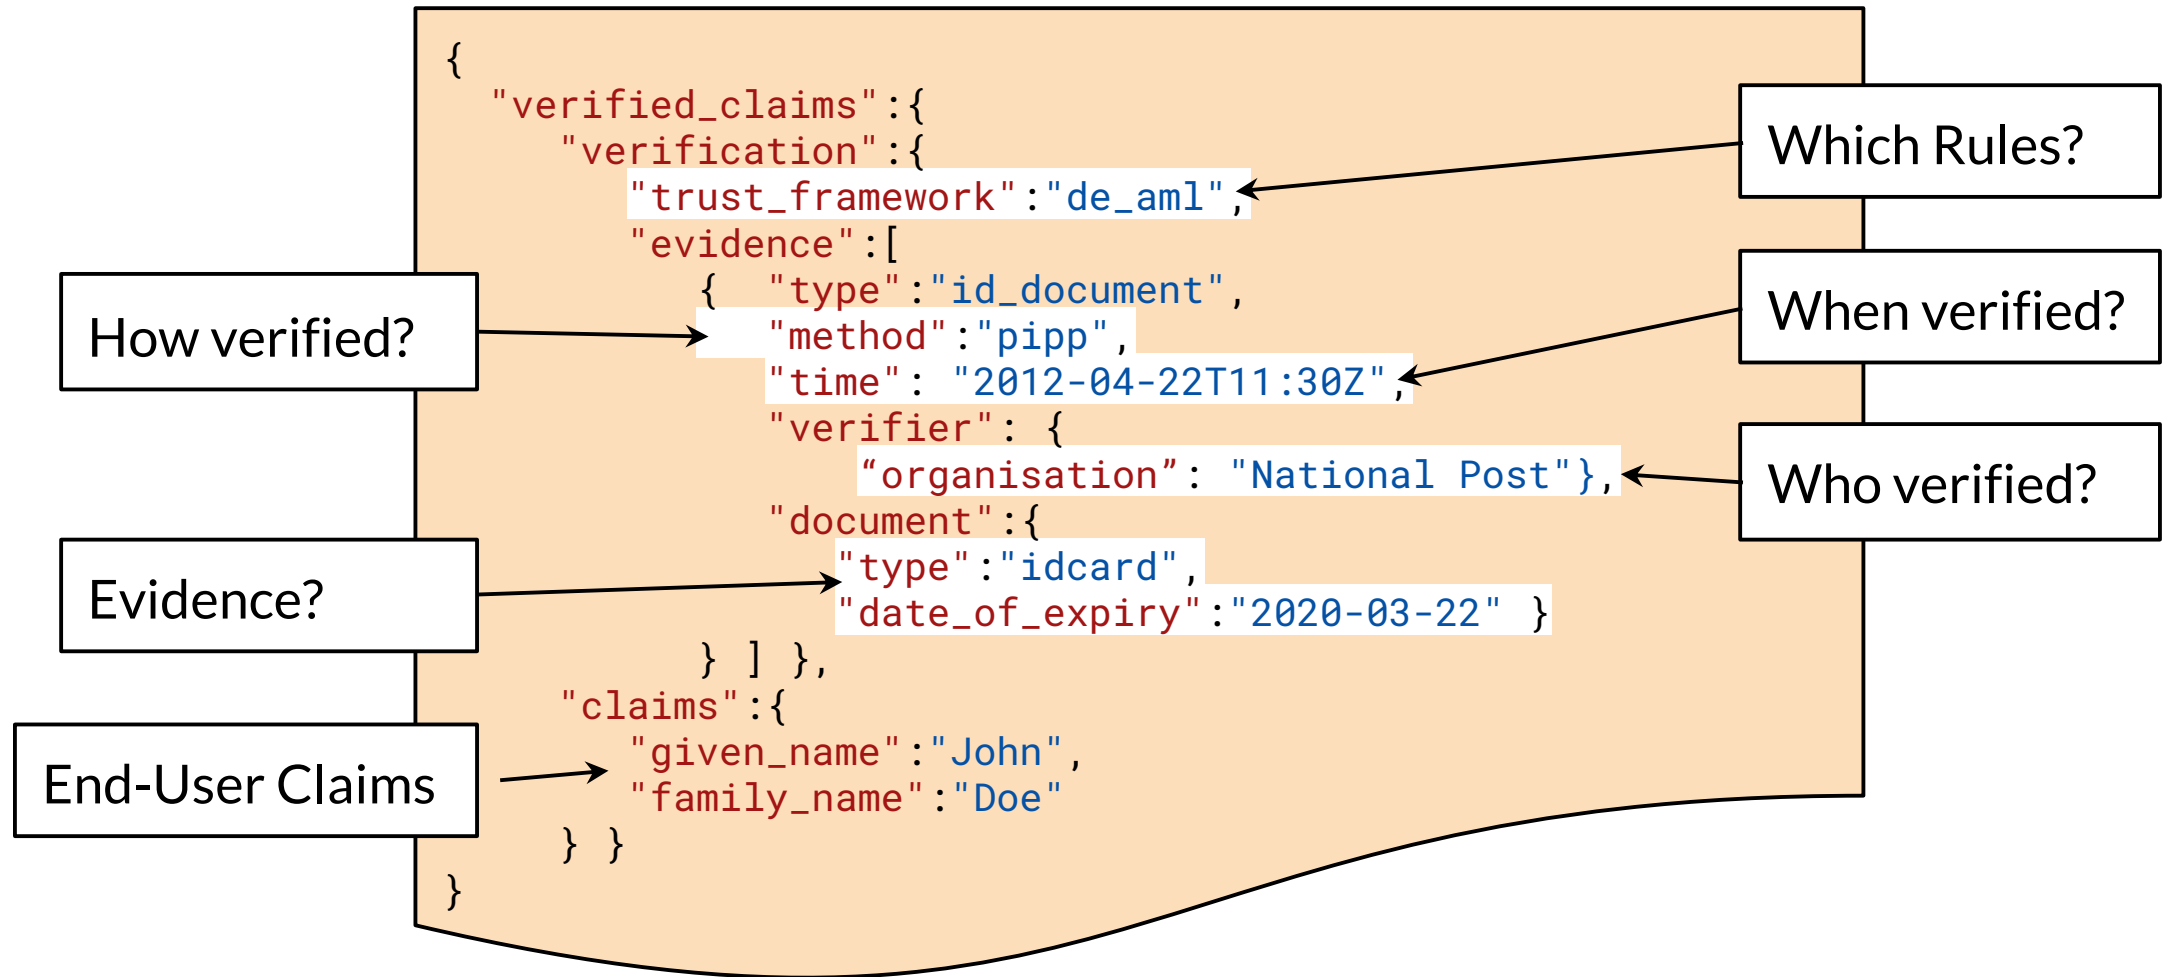 {
"verified_claims":{
"verification":{
"trust_framework":"de_aml",
"evidence":[
{  "type":"id_document",
"method":"pipp",
"time": "2012-04-22T11:30Z",
"verifier": {
“organisation”: "National Post"},
"document":{
"type":"idcard",
"date_of_expiry":"2020-03-22" }
} ] },
"claims":{
"given_name":"John",
"family_name":"Doe"
} }
}
How verified?
Evidence?
End-User Claims
Which Rules?
When verified?
Who verified?